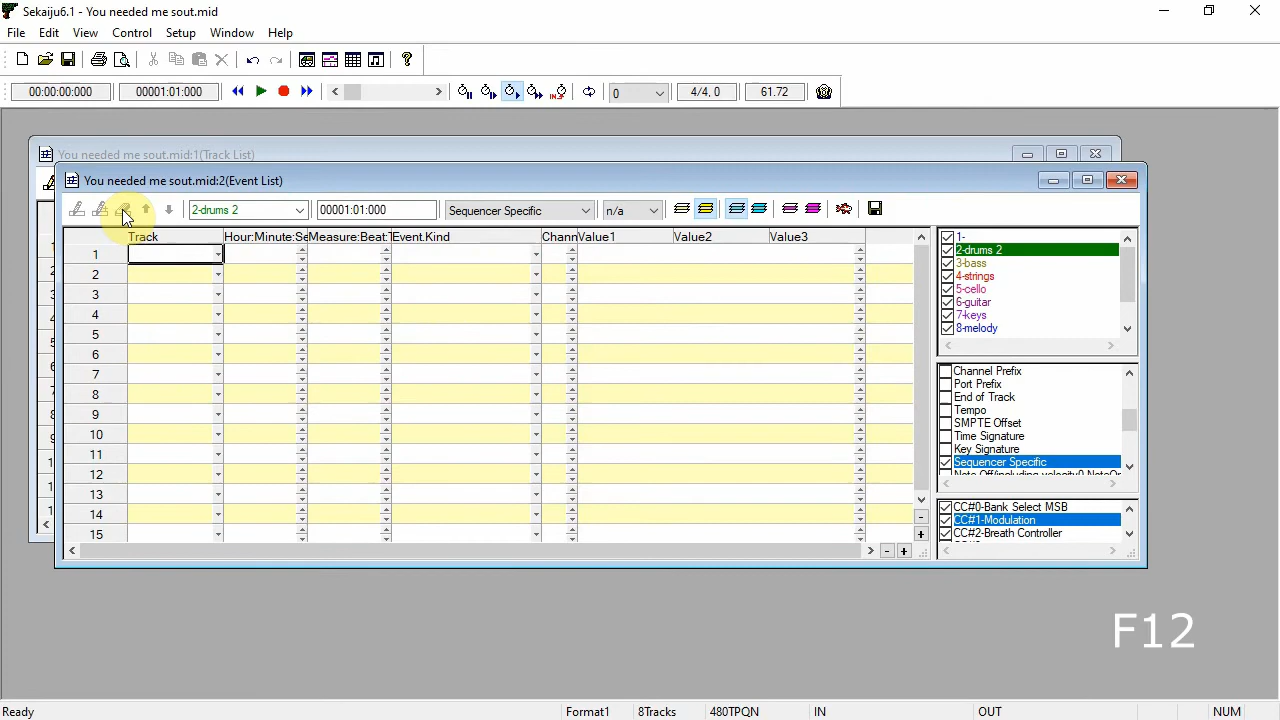 Sekaiju6.1 - You needed me sout.mid
File Edit View Control Setup Window Help
00:00:00:000 00001:01:000 0 4/4, 0 61.72
You needed me sout.mid:1(Track List)
You needed me sout.mid:2(Event List)
2-drums 2 00001:01:000 Sequencer Specific n/a
Track Hour:Minute:Se Measure:Beat:T Event.Kind Chann Value1 Value2 Value3
1
2
3
4
5
6
7
8
9
10
11
12
13
14
15
1-
2-drums 2
3-bass
4-strings
5-cello
6-guitar
7-keys
8-melody
Channel Prefix
Port Prefix
End of Track
Tempo
SMPTE Offset
Time Signature
Key Signature
Sequencer Specific
CC#0-Bank Select MSB
CC#1-Modulation
CC#2-Breath Controller
F12
Ready Format1 8Tracks 480TPQN IN OUT NUM